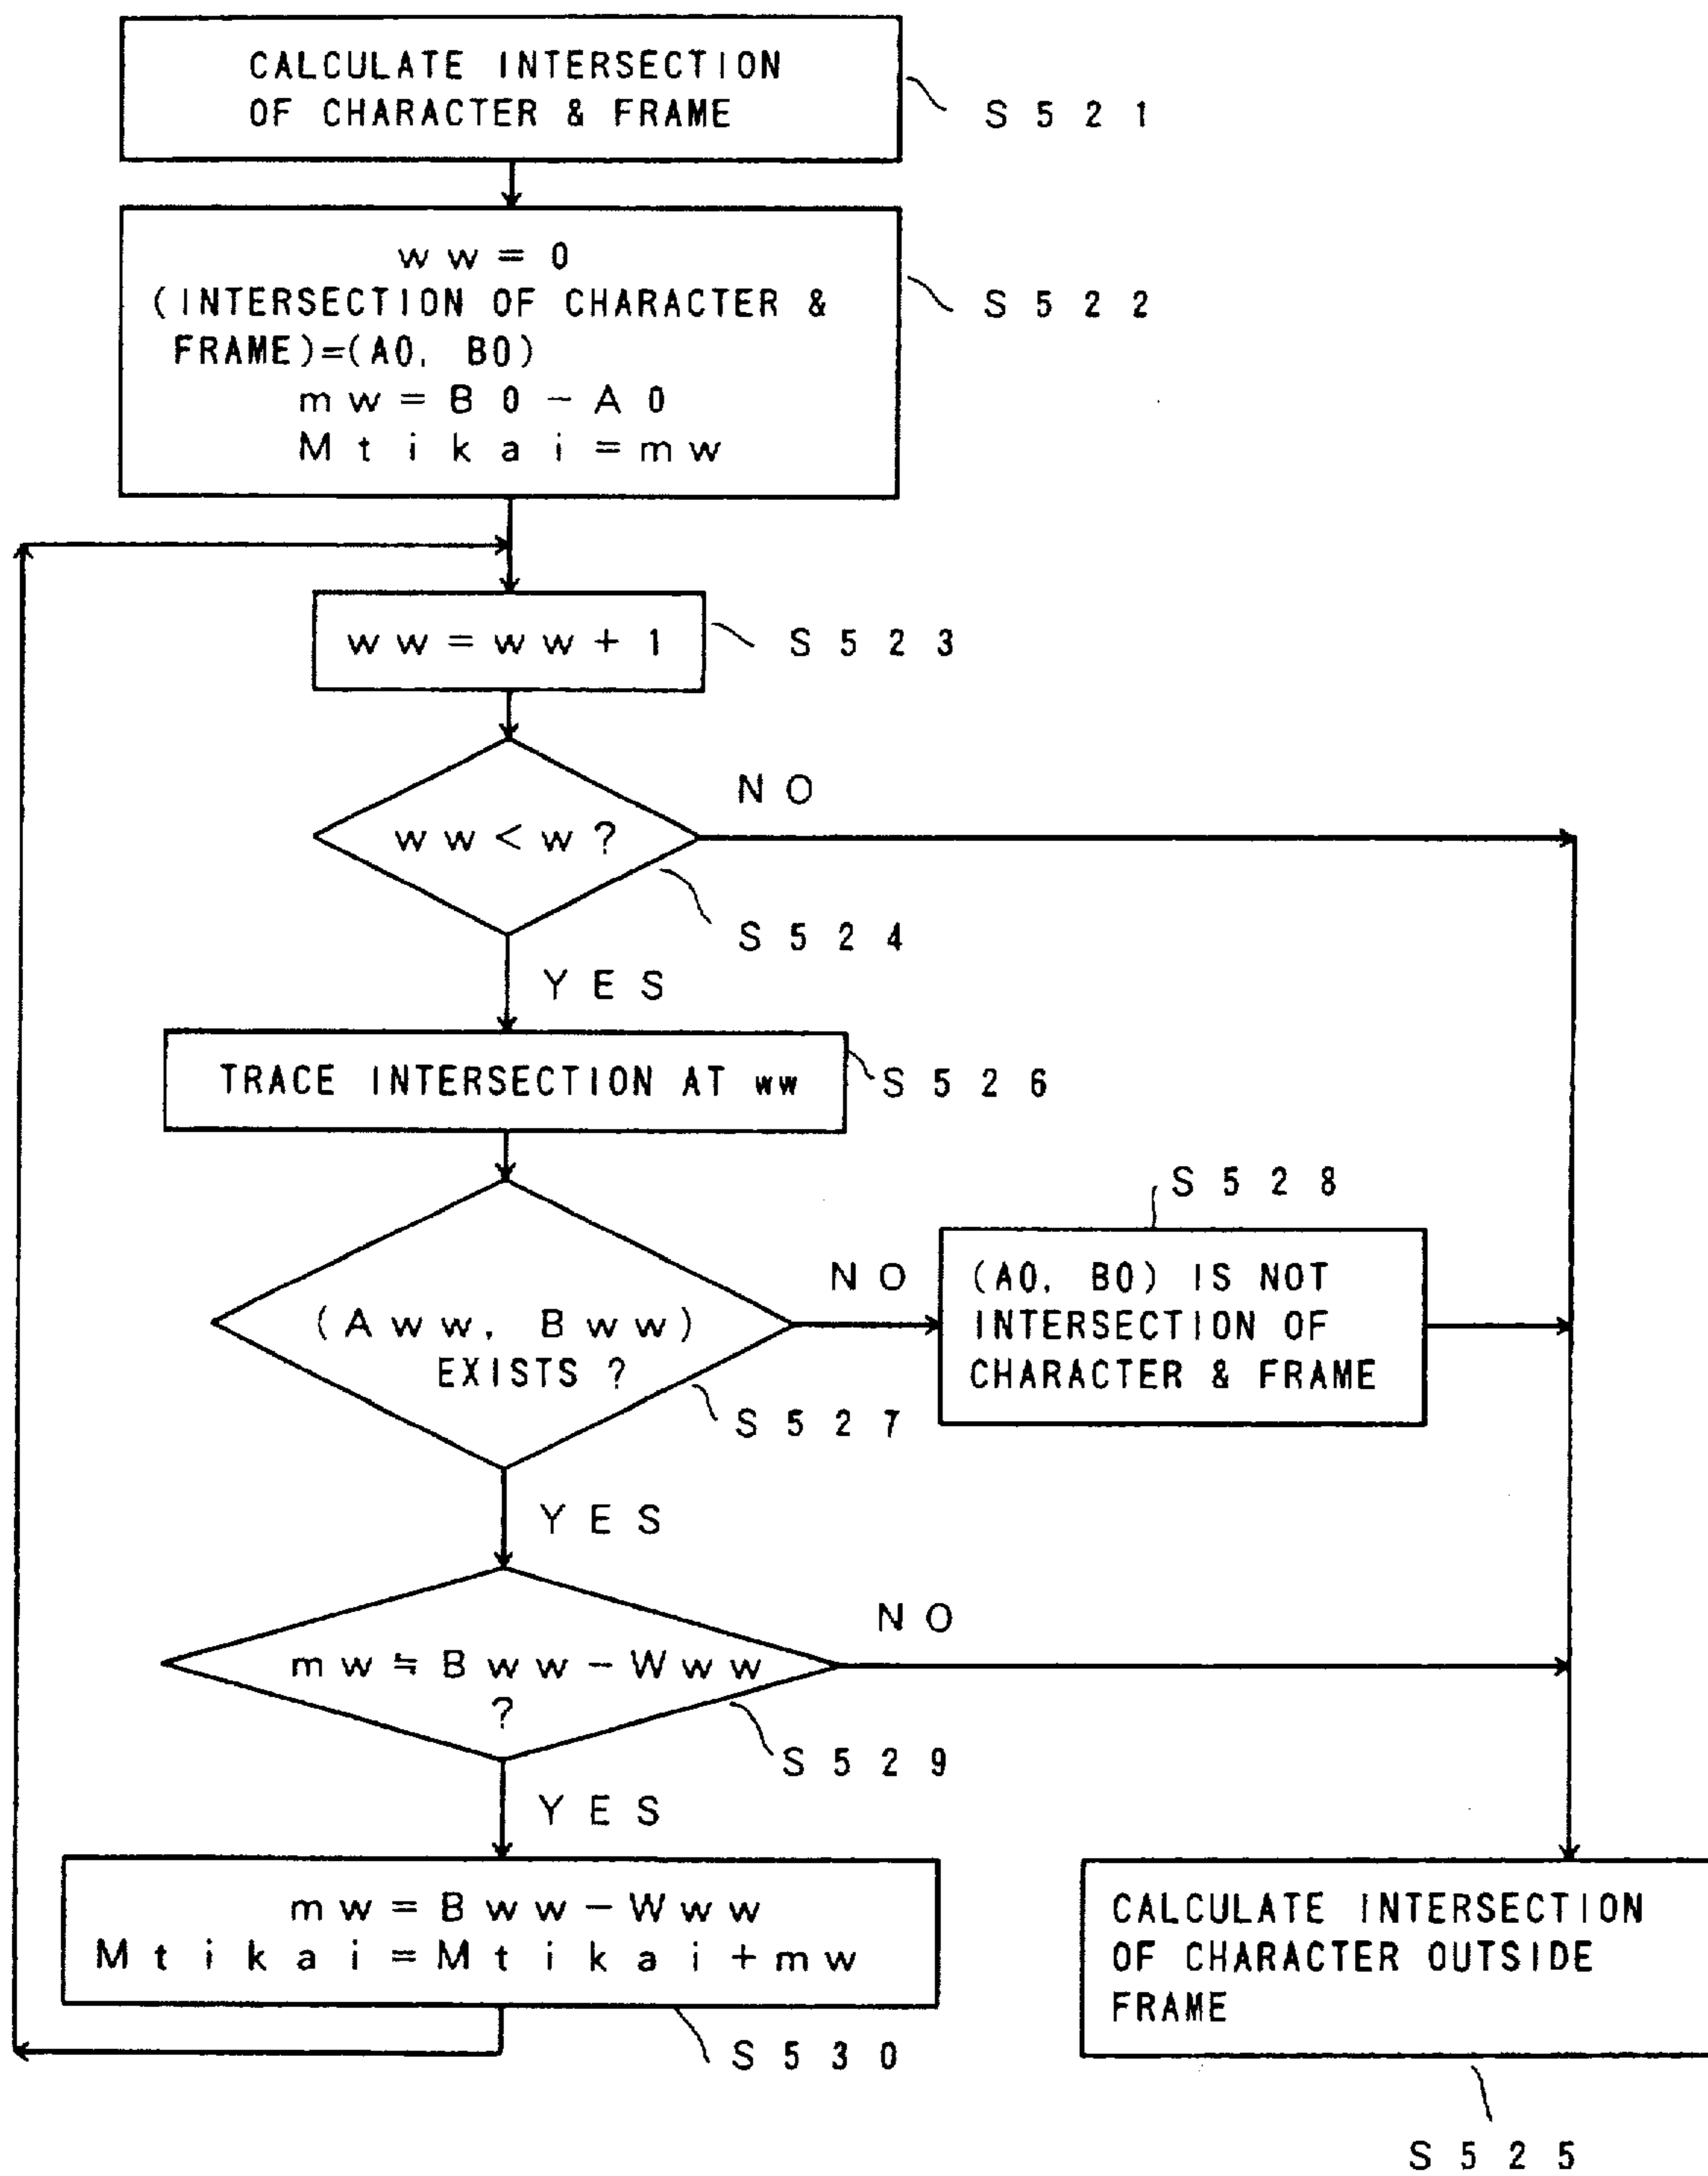 CALCULATE INTERSECTION
OF CHARACTER & FRAME
S521
ww=0
(INTERSECTION OF CHARACTER &
FRAME)=(A0, B0)
mw=B0-A0
Mtikai=mw
S522
ww=ww+1
S523
ww<w?
NO
S524
YES
TRACE INTERSECTION AT ww
S526
(Aww, Bww)
EXISTS?
NO
S527
S528
(A0, B0) IS NOT
INTERSECTION OF
CHARACTER & FRAME
YES
mw≒Bww-Www
?
NO
S529
YES
mw=Bww-Www
Mtikai=Mtikai+mw
S530
CALCULATE INTERSECTION
OF CHARACTER OUTSIDE
FRAME
S525